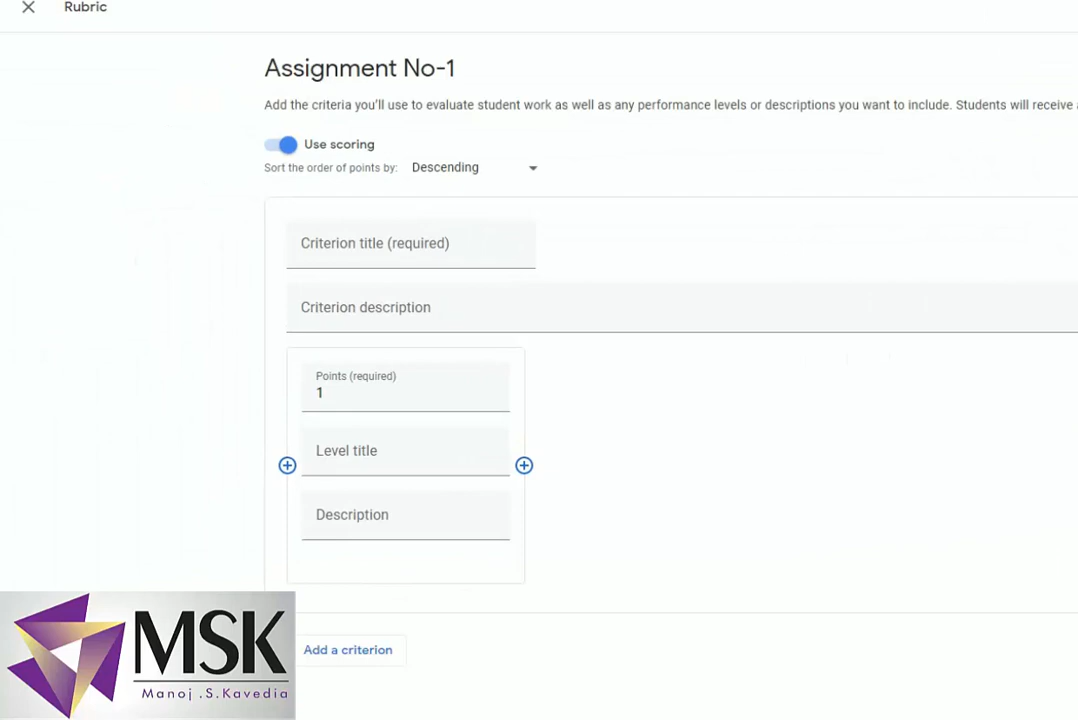 Rubric
Assignment No-1
Add the criteria you'll use to evaluate student work as well as any performance levels or descriptions you want to include. Students will receive
Use scoring
Sort the order of points by: Descending
Criterion title (required)
Criterion description
Points (required)
1
Level title
Description
Add a criterion
MSK
Manoj .S.Kavedia